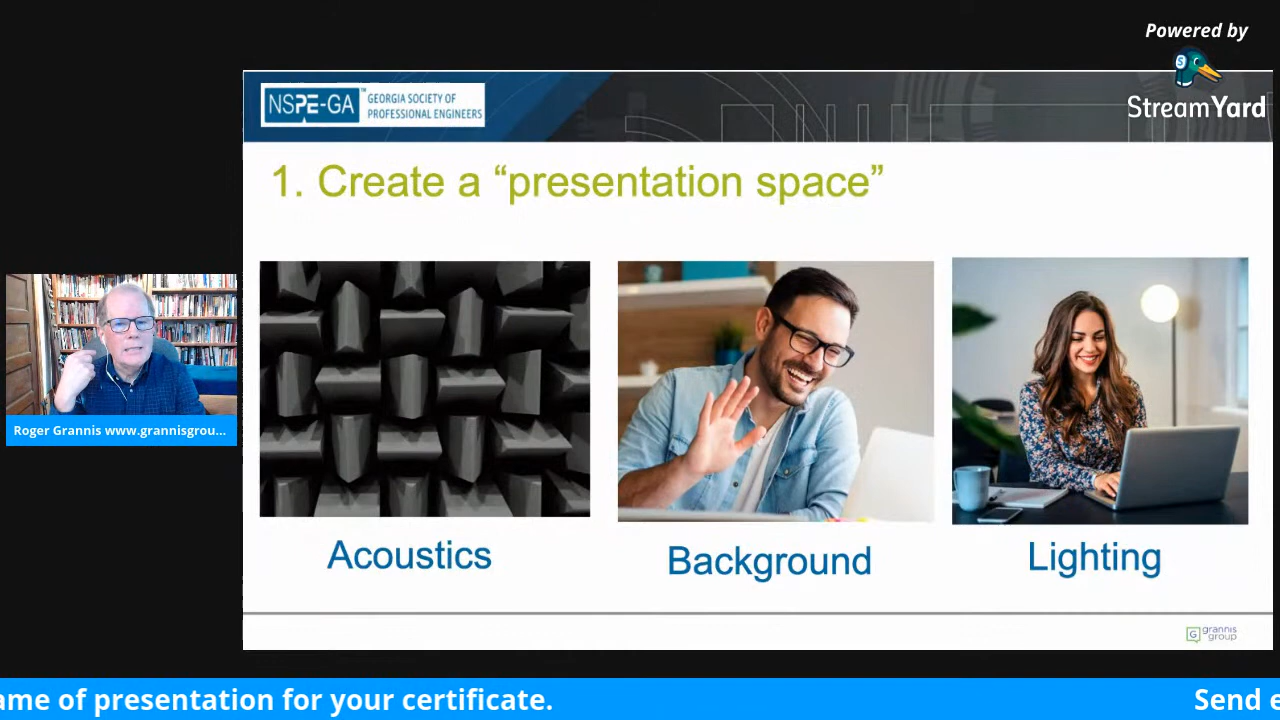 Powered by
StreamYard
NSPE-GA™
GEORGIA SOCIETY OF
PROFESSIONAL ENGINEERS
1. Create a “presentation space”
Acoustics
Background
Lighting
G grannis
group
Roger Grannis www.grannisgrou...
ame of presentation for your certificate.
Send e